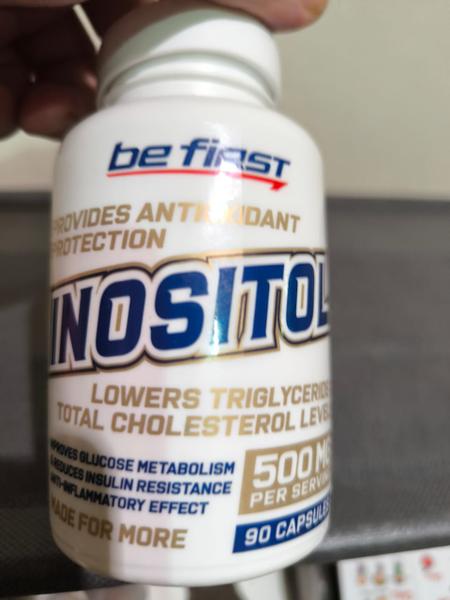 be first
PROVIDES ANTIOXIDANT
PROTECTION
INOSITOL
LOWERS TRIGLYCERIDE
TOTAL CHOLESTEROL LEVEL
IMPROVES GLUCOSE METABOLISM
& REDUCES INSULIN RESISTANCE
ANTI-INFLAMMATORY EFFECT
MADE FOR MORE
500 MG
PER SERVING
90 CAPSULES